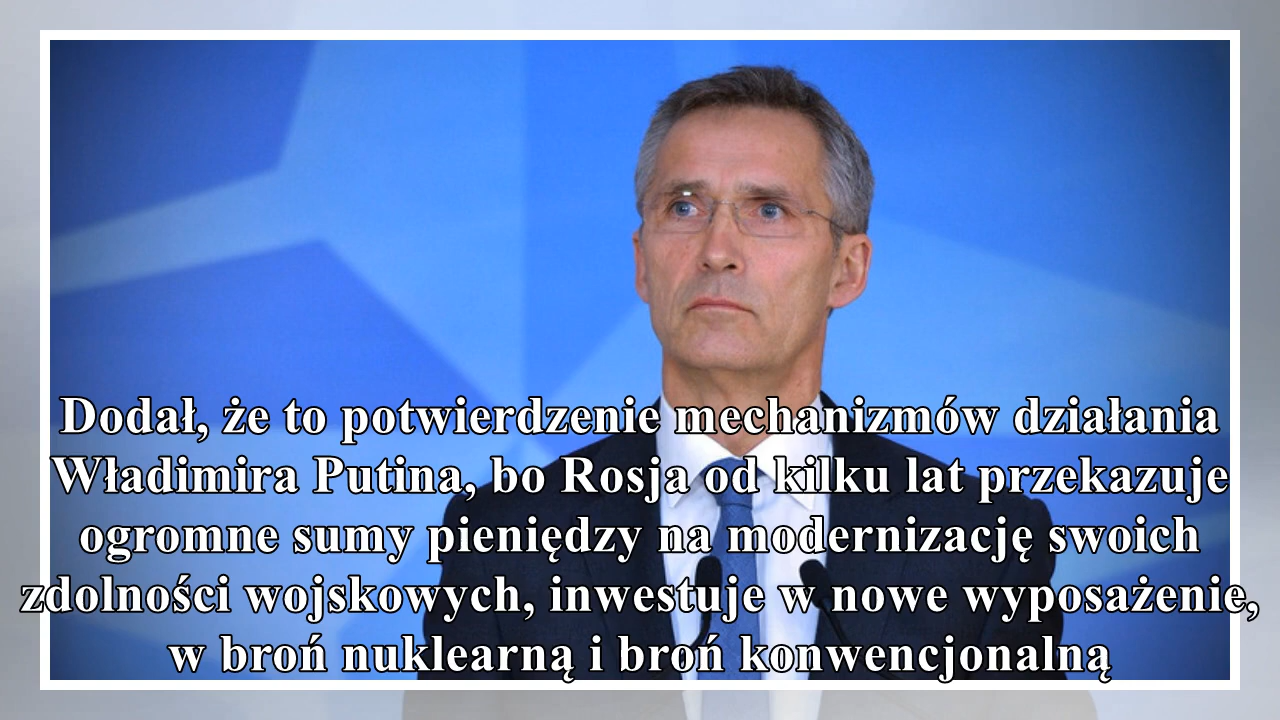 Dodał, że to potwierdzenie mechanizmów działania
Władimira Putina, bo Rosja od kilku lat przekazuje
ogromne sumy pieniędzy na modernizację swoich
zdolności wojskowych, inwestuje w nowe wyposażenie,
w broń nuklearną i broń konwencjonalną